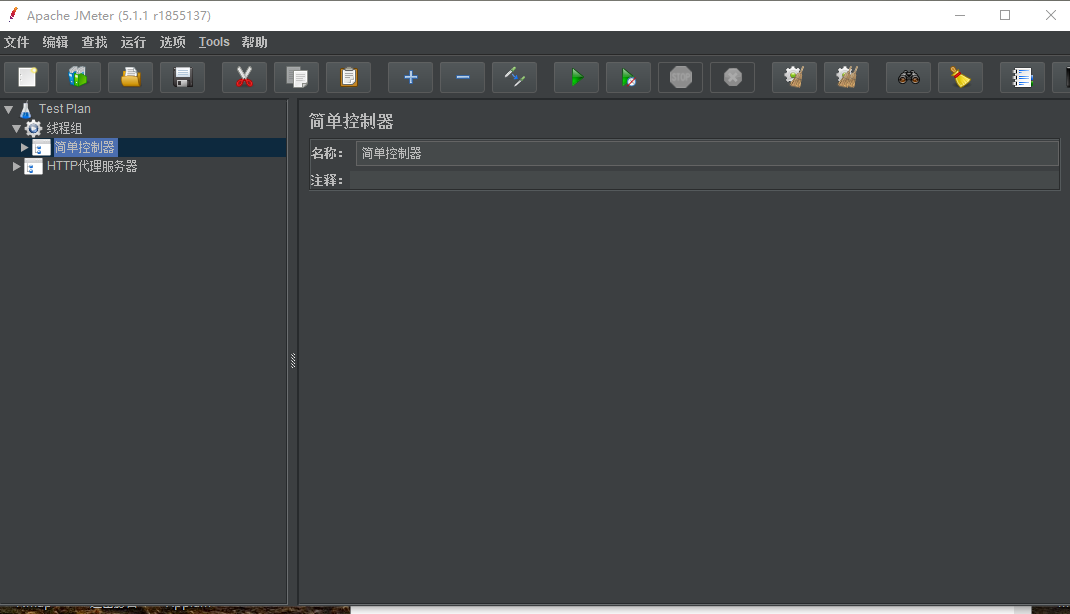 Apache JMeter (5.1.1 r1855137)
文件 编辑 查找 运行 选项 Tools 帮助
STOP
Test Plan
线程组
简单控制器
HTTP代理服务器
简单控制器
名称： 简单控制器
注释：